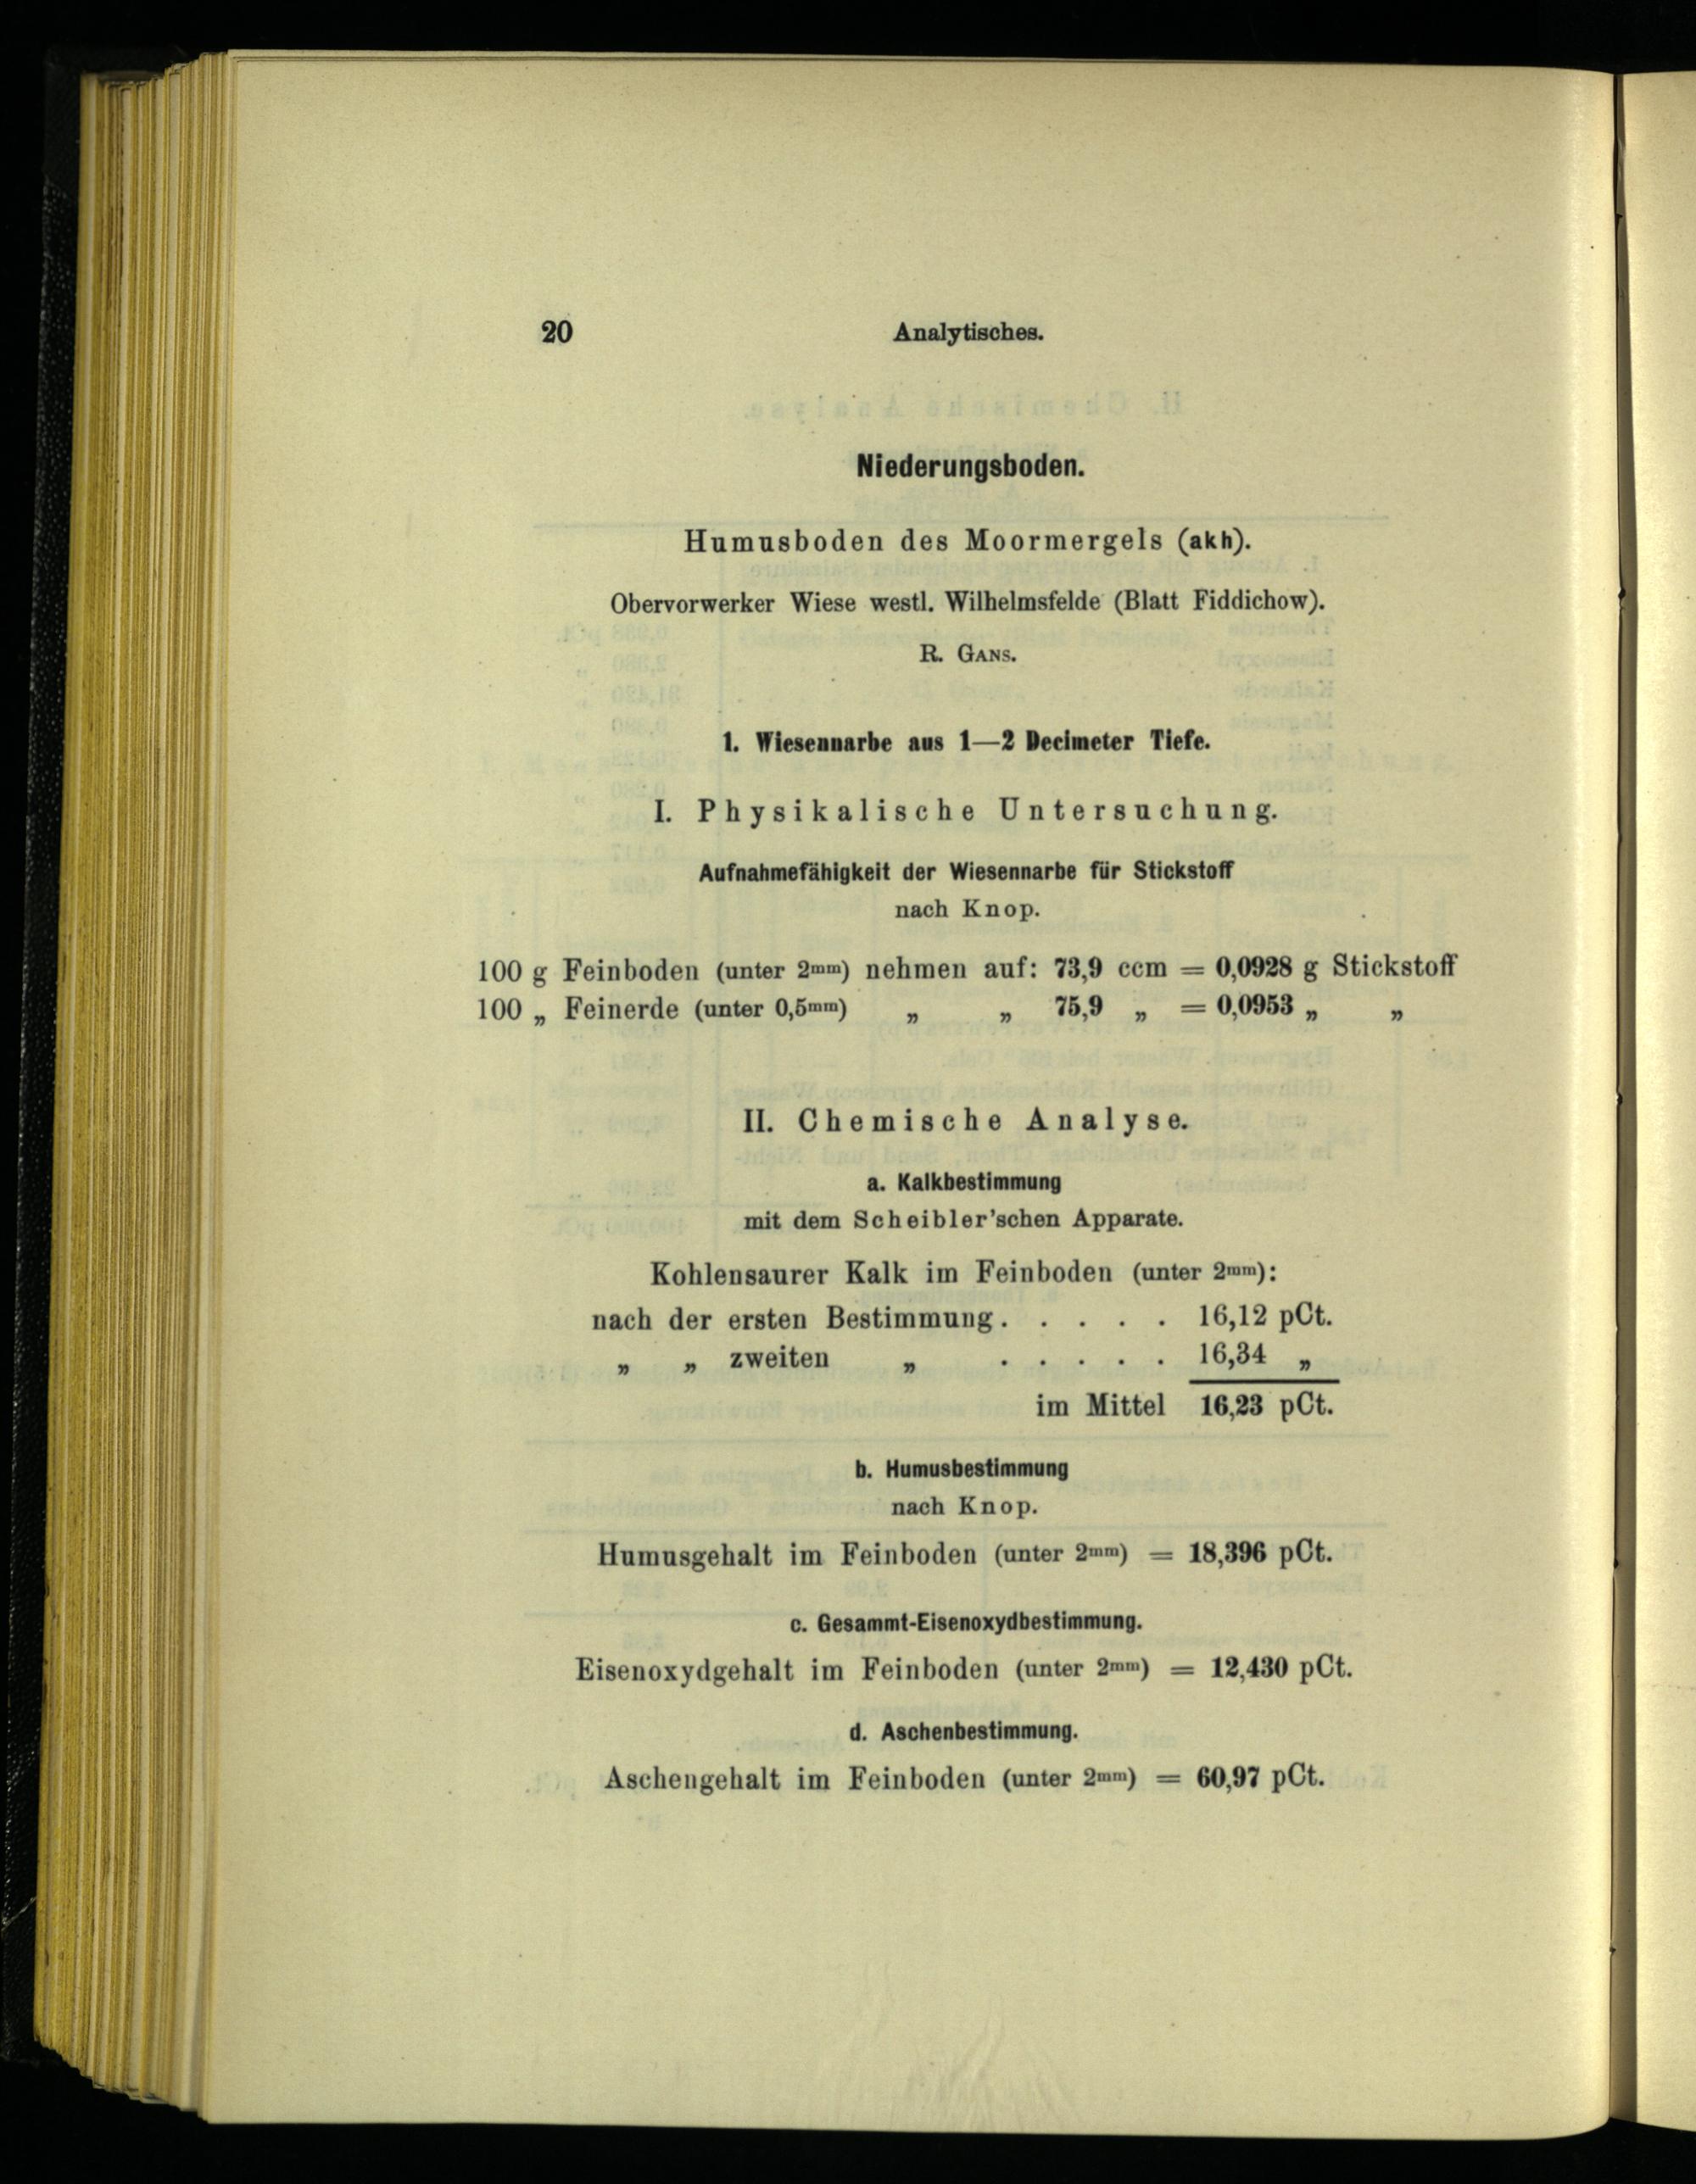 20 Analytisches.
Niederungsboden.
Humusboden des Moormergels (akh).
Obervorwerker Wiese westl. Wilhelmsfelde (Blatt Fiddichow).
R. GANS.
1. Wiesennarbe aus 1—2 Decimeter Tiefe.
I. Physikalische Untersuchung.
Aufnahmefähigkeit der Wiesennarbe für Stickstoff
nach Knop.
100 g Feinboden (unter 2mm) nehmen auf: 73,9 ccm = 0,0928 g Stickstoff
100 „ Feinerde (unter 0,5mm) „ „ 75,9 „ = 0,0953 „ „
II. Chemische Analyse.
a. Kalkbestimmung
mit dem Scheibler'schen Apparate.
Kohlensaurer Kalk im Feinboden (unter 2mm):
nach der ersten Bestimmung . . . . . 16,12 pCt.
„ „ zweiten „ . . . . . 16,34 „
im Mittel 16,23 pCt.
b. Humusbestimmung
nach Knop.
Humusgehalt im Feinboden (unter 2mm) = 18,396 pCt.
c. Gesammt-Eisenoxydbestimmung.
Eisenoxydgehalt im Feinboden (unter 2mm) = 12,430 pCt.
d. Aschenbestimmung.
Aschengehalt im Feinboden (unter 2mm) = 60,97 pCt.